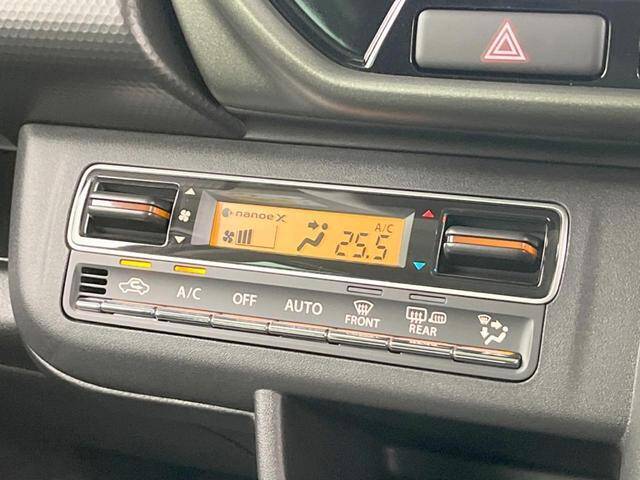 nanoe X
A/C
25.5
A/C
OFF
AUTO
FRONT
REAR